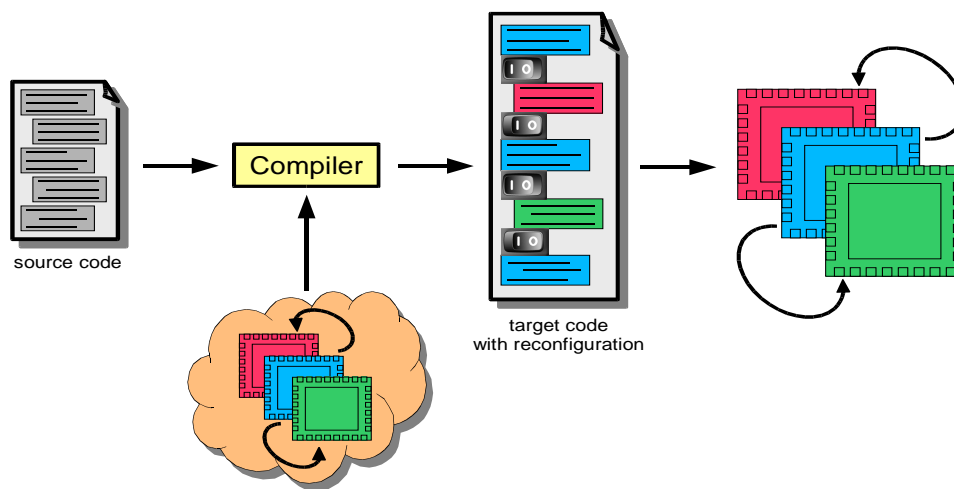 source code
Compiler
target code
with reconfiguration
I O
I O
I O
I O